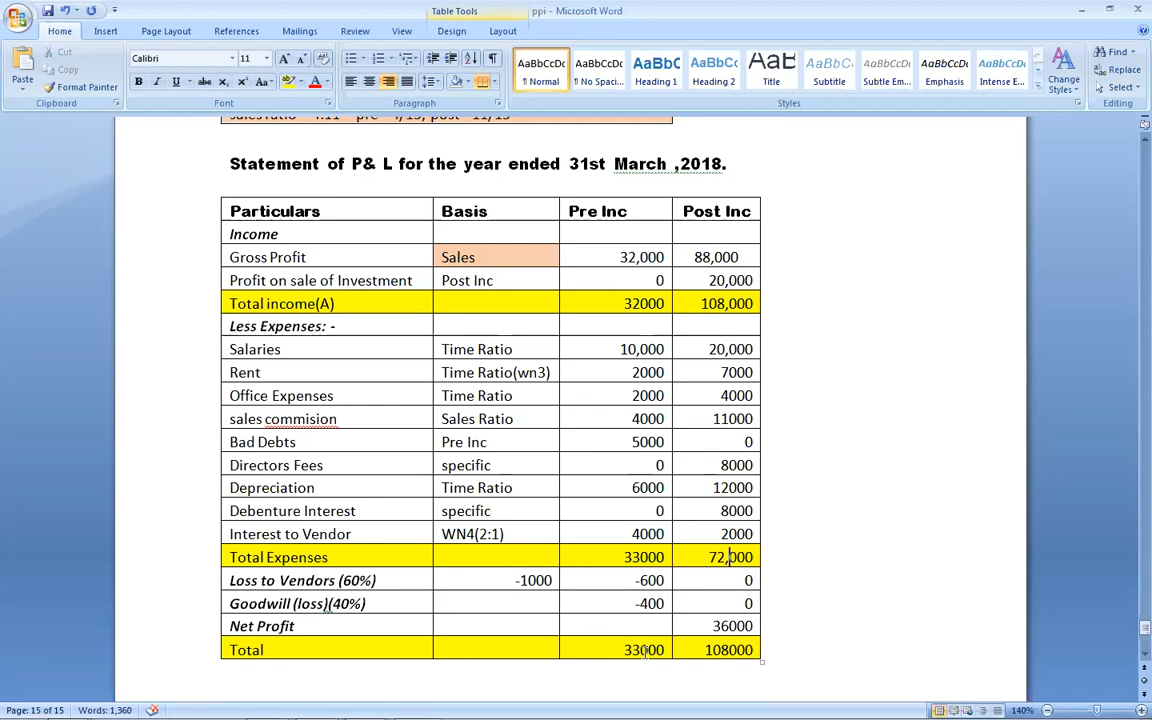 Table Tools
ppi - Microsoft Word
Home Insert Page Layout References Mailings Review View Design Layout
Paste
Cut
Copy
Format Painter
Clipboard
Calibri 11
Font
Paragraph
AaBbCcDc AaBbCcDc AaBbC AaBbCc AaB AaBbCc. AaBbCcDc AaBbCcDc AaBbCcDc
¶ Normal ¶ No Spaci... Heading 1 Heading 2 Title Subtitle Subtle Em... Emphasis Intense E...
Styles
Change Styles
Find
Replace
Select
Editing
Statement of P& L for the year ended 31st March ,2018.
Particulars Basis Pre Inc Post Inc
Income
Gross Profit Sales 32,000 88,000
Profit on sale of Investment Post Inc 0 20,000
Total income(A) 32000 108,000
Less Expenses: -
Salaries Time Ratio 10,000 20,000
Rent Time Ratio(wn3) 2000 7000
Office Expenses Time Ratio 2000 4000
sales commision Sales Ratio 4000 11000
Bad Debts Pre Inc 5000 0
Directors Fees specific 0 8000
Depreciation Time Ratio 6000 12000
Debenture Interest specific 0 8000
Interest to Vendor WN4(2:1) 4000 2000
Total Expenses 33000 72,000
Loss to Vendors (60%) -1000 -600 0
Goodwill (loss)(40%) -400 0
Net Profit 36000
Total 33000 108000
Page: 15 of 15 Words: 1,360 140%